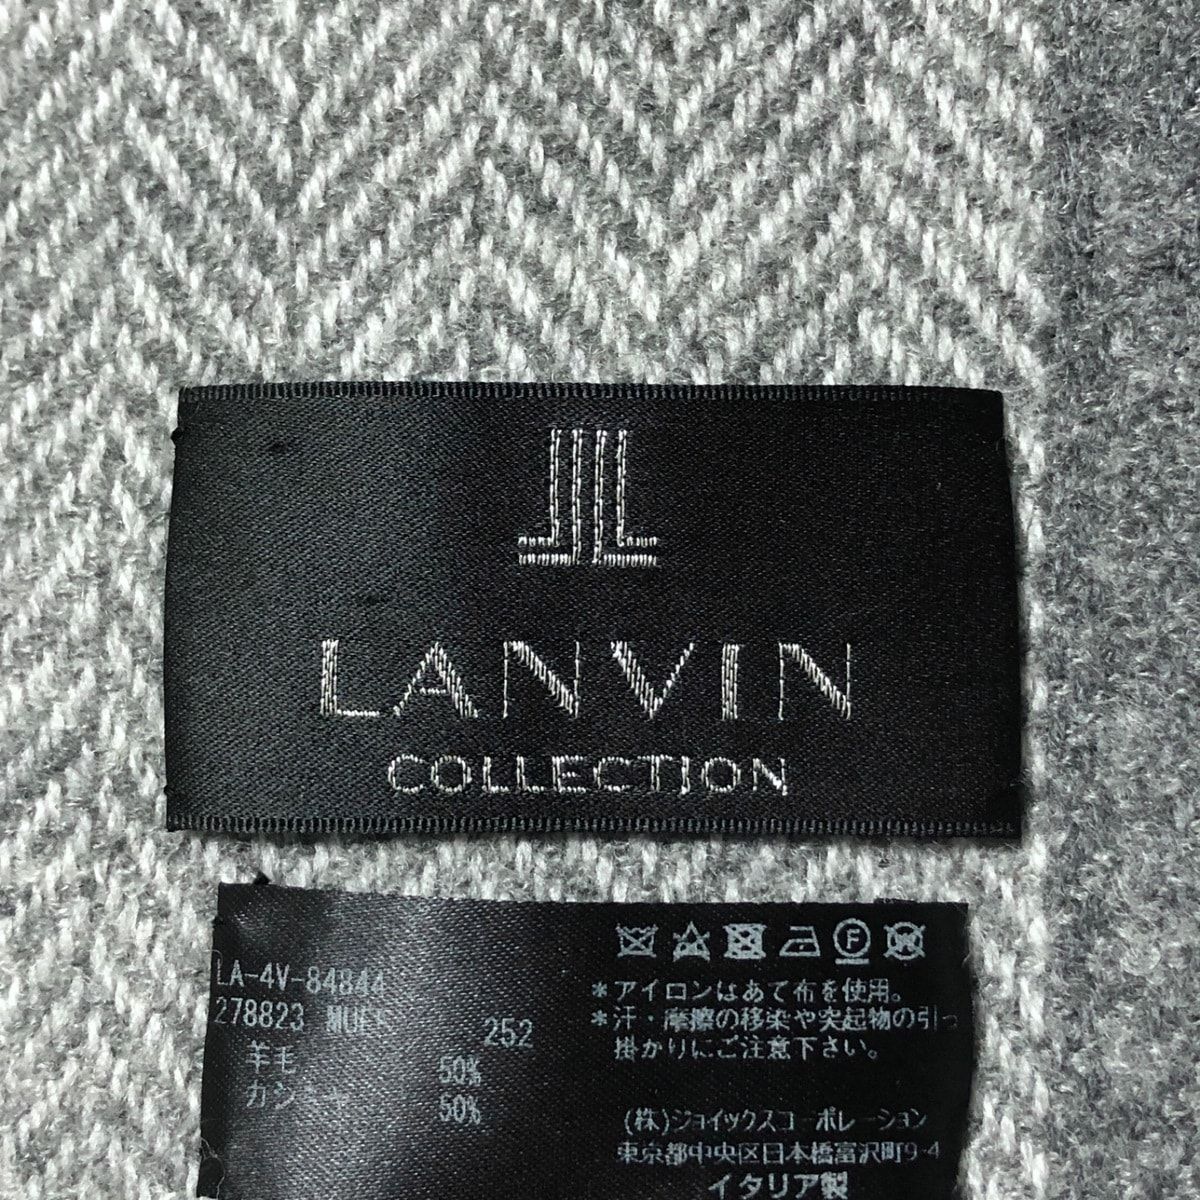 LANVIN
COLLECTION
LA-4V-84844
278823 252
羊毛 50%
カシミヤ 50%
*アイロンはあて布を使用。
*汗・摩擦の移染や突起物の引っ
掛かりにご注意下さい。
(株)ジョイックスコーポレーション
東京都中央区日本橋富沢町9-4
イタリア製